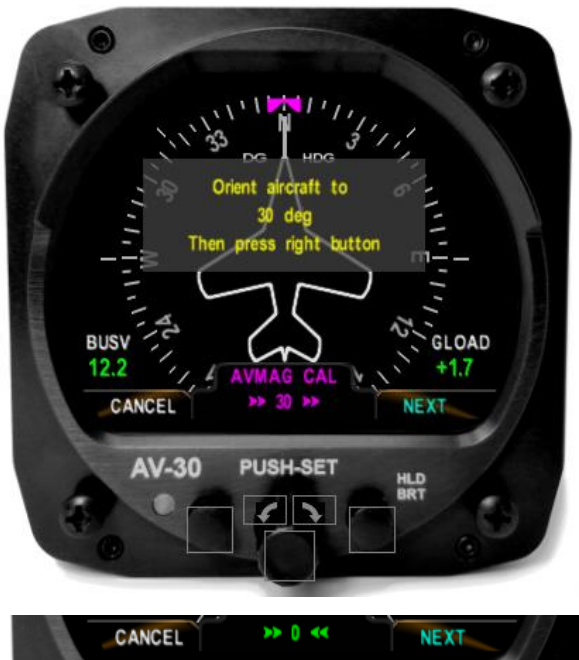 N
33
3
DG HDG
30
6
Orient aircraft to
30 deg
Then press right button
W
E
24
12
BUSV
12.2
GLOAD
+1.7
AVMAG CAL
>> 30 >>
CANCEL
NEXT
AV-30
PUSH-SET
HLD
BRT
CANCEL
>> 0 <<
NEXT